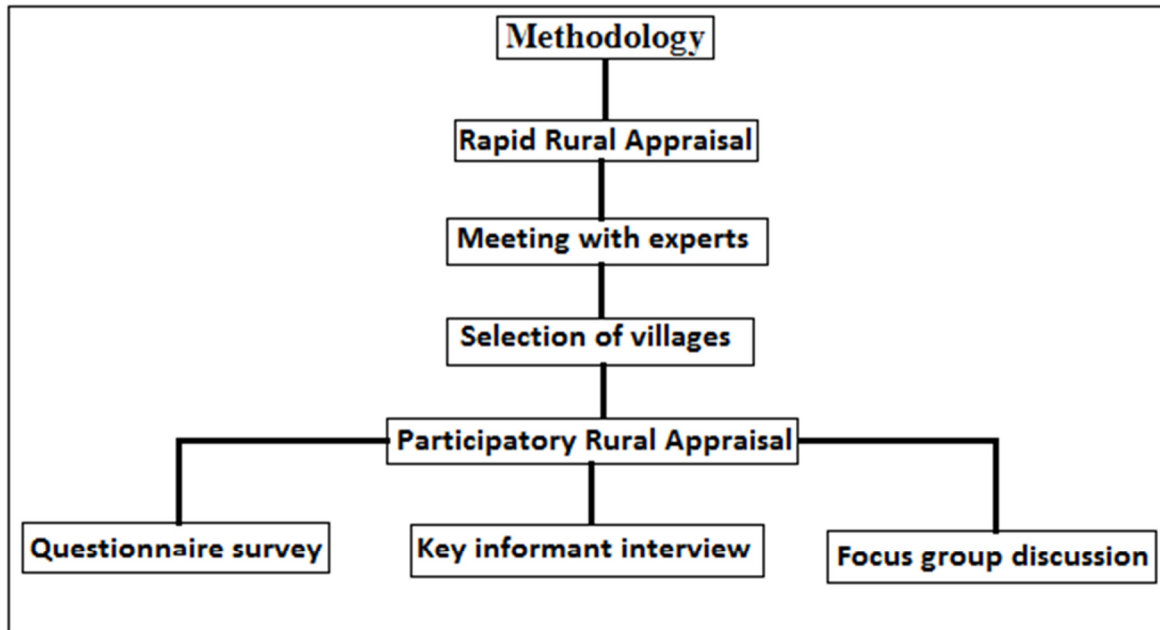 Methodology
Rapid Rural Appraisal
Meeting with experts
Selection of villages
Participatory Rural Appraisal
Questionnaire survey
Key informant interview
Focus group discussion